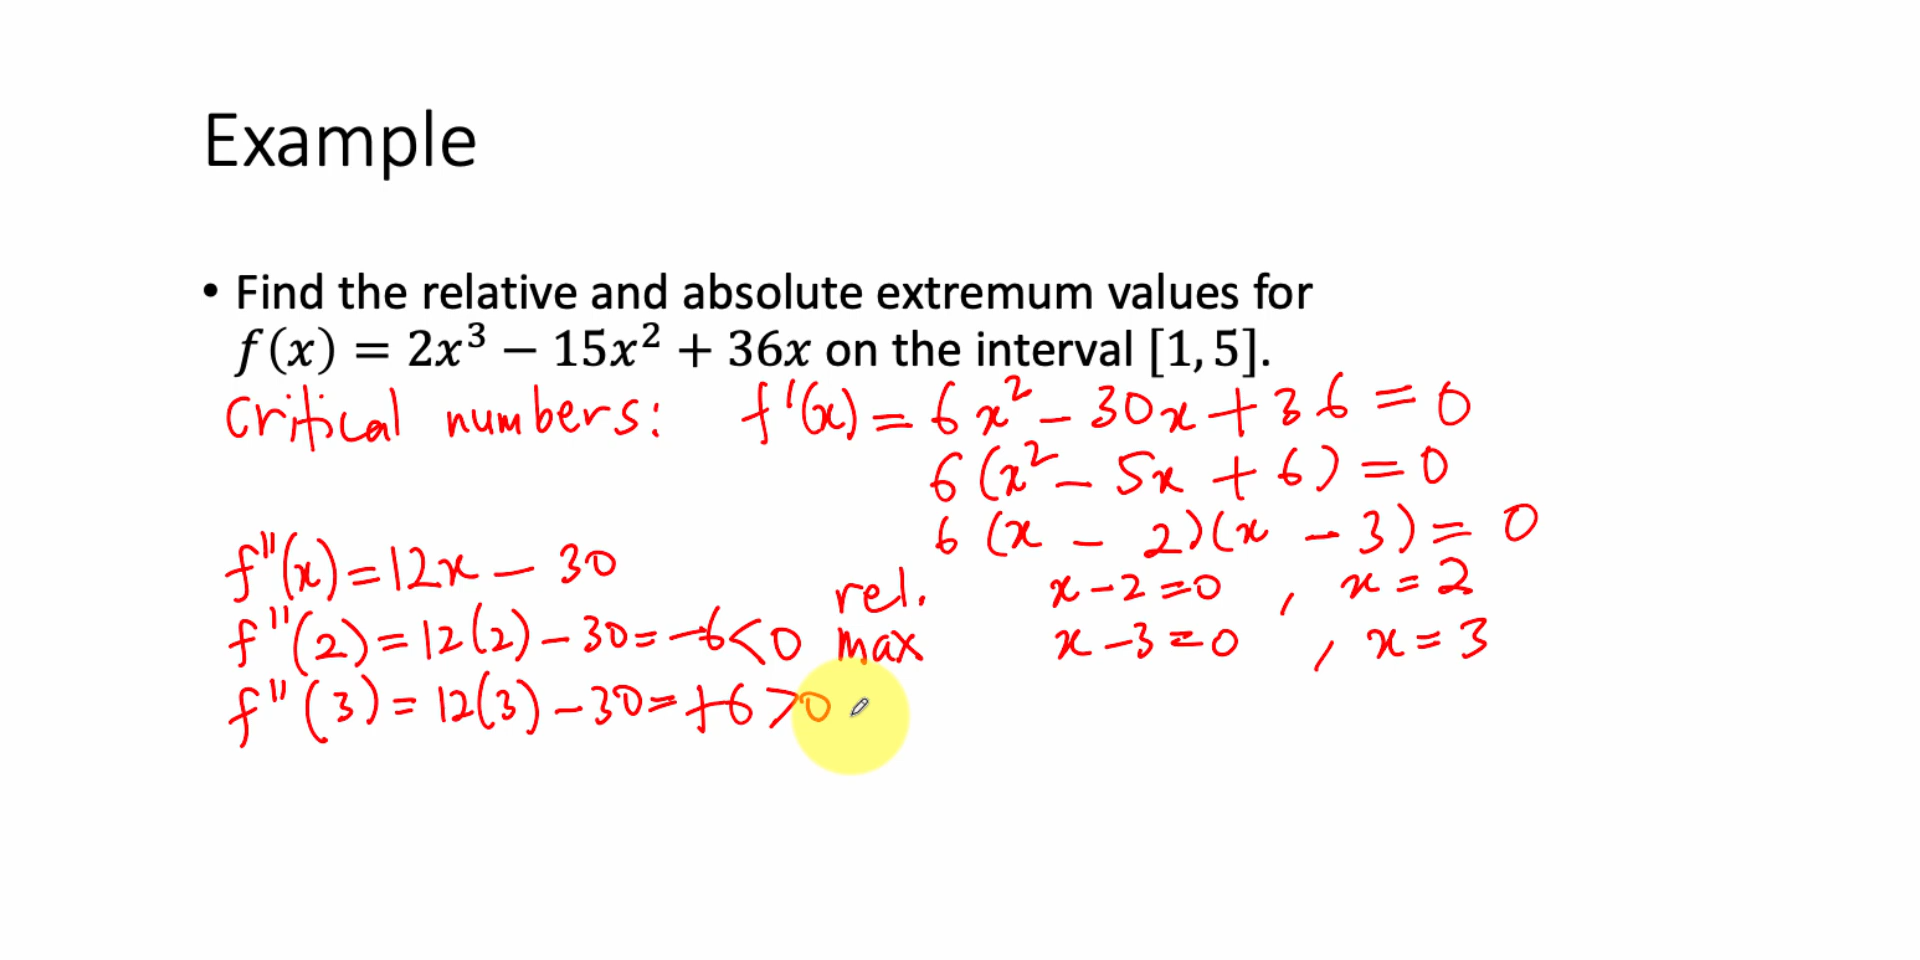 Example
• Find the relative and absolute extremum values for
f(x) = 2x³ − 15x² + 36x on the interval [1, 5].
Critical numbers: f'(x) = 6x² − 30x + 36 = 0
6(x² − 5x + 6) = 0
6(x − 2)(x − 3) = 0
f''(x) = 12x − 30
rel. x − 2 = 0 , x = 2
f''(2) = 12(2) − 30 = −6 < 0 max x − 3 = 0 , x = 3
f''(3) = 12(3) − 30 = +6 > 0